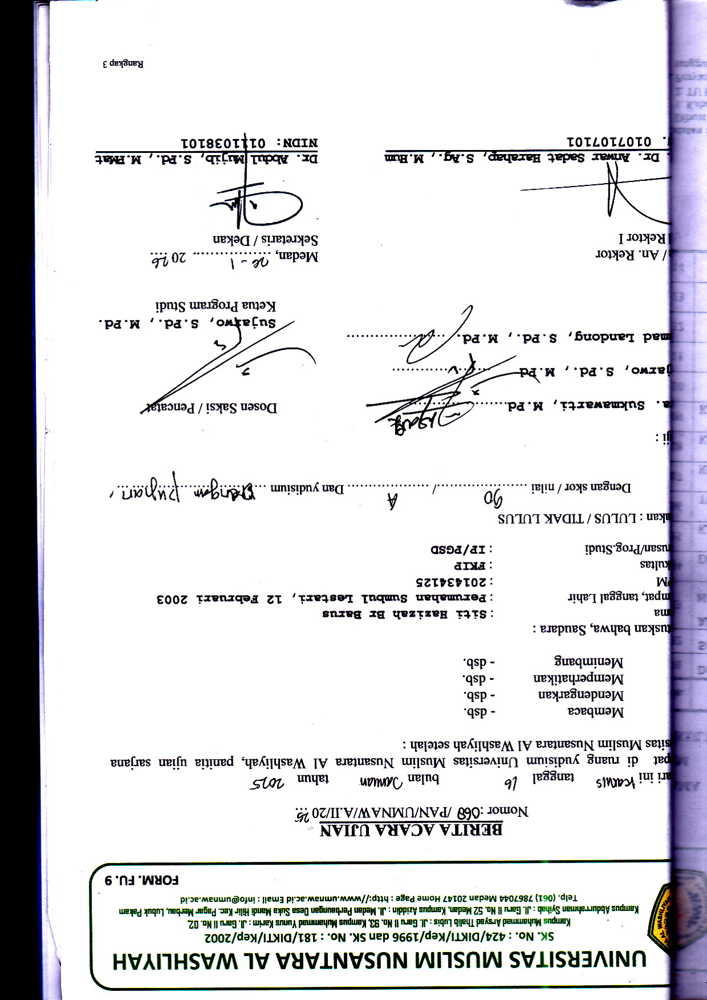 UNIVERSITAS MUSLIM NUSANTARA AL WASHLIYAH
SK. No. : 424/DIKTI/Kep/1996 dan SK. No. : 181/DIKTI/Kep/2002
Kampus Muhammad Arsyad Thalib Lubis : Jl. Garu II No. 93, Kampus Muhammad Yunus Karim : Jl. Garu II No. 02,
Kampus Abdurrahman Syihab : Jl. Garu II No. 52 Medan, Kampus Aziddin : Jl. Medan Perbaungan Desa Suka Mandi Hilir Kec. Pagar Merbau, Lubuk Pakam
Telp. (061) 7867044 Medan 20147 Home Page : http://www.umnaw.ac.id Email : info@umnaw.ac.id
FORM. FU. 9
BERITA ACARA UJIAN
Nomor : 060 /PAN/UMNAW/A.II/20 25
ari ini Kamis tanggal 16 bulan Januari tahun 2025
pat di ruang yudisium Universitas Muslim Nusantara Al Washliyah, panitia ujian sarjana
sitas Muslim Nusantara Al Washliyah setelah :
Membaca - dsb.
Mendengarkan - dsb.
Memperhatikan - dsb.
Menimbang - dsb.
tuskan bahwa, Saudara :
ma : Siti Hazizah Br Barus
mpat, tanggal Lahir : Perumahan Sumbul Lestari, 12 Februari 2003
PM : 201434125
kultas : FKIP
rusan/Prog.Studi : IP/PGSD
akan : LULUS / TIDAK LULUS
Dengan skor / nilai 90 / A Dan yudisium Dengan pujian
ji :
a. Sukmawarti, M.Pd
Dosen Saksi / Pencatat
jarwo, S.Pd., M.Pd
mad Landong, S.Pd., M.Pd.
Sujarwo, S.Pd., M.Pd.
Ketua Program Studi
/ An. Rektor
Medan, 20
Rektor I
Sekretaris / Dekan
. Dr. Anwar Sadat Harahap, S.Ag., M.Hum
Dr. Abdul Mujib, S.Pd., M.PMat
. 0107107101
NIDN: 0111038101
Rangkap 3